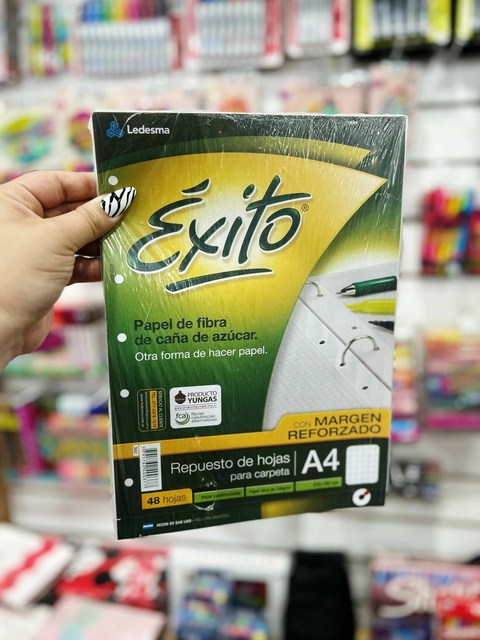 Ledesma
Éxito®
Papel de fibra
de caña de azúcar.
Otra forma de hacer papel.
PRODUCTO
YUNGAS
fca
CON MARGEN
REFORZADO
Repuesto de hojas
para carpeta
A4
48 hojas